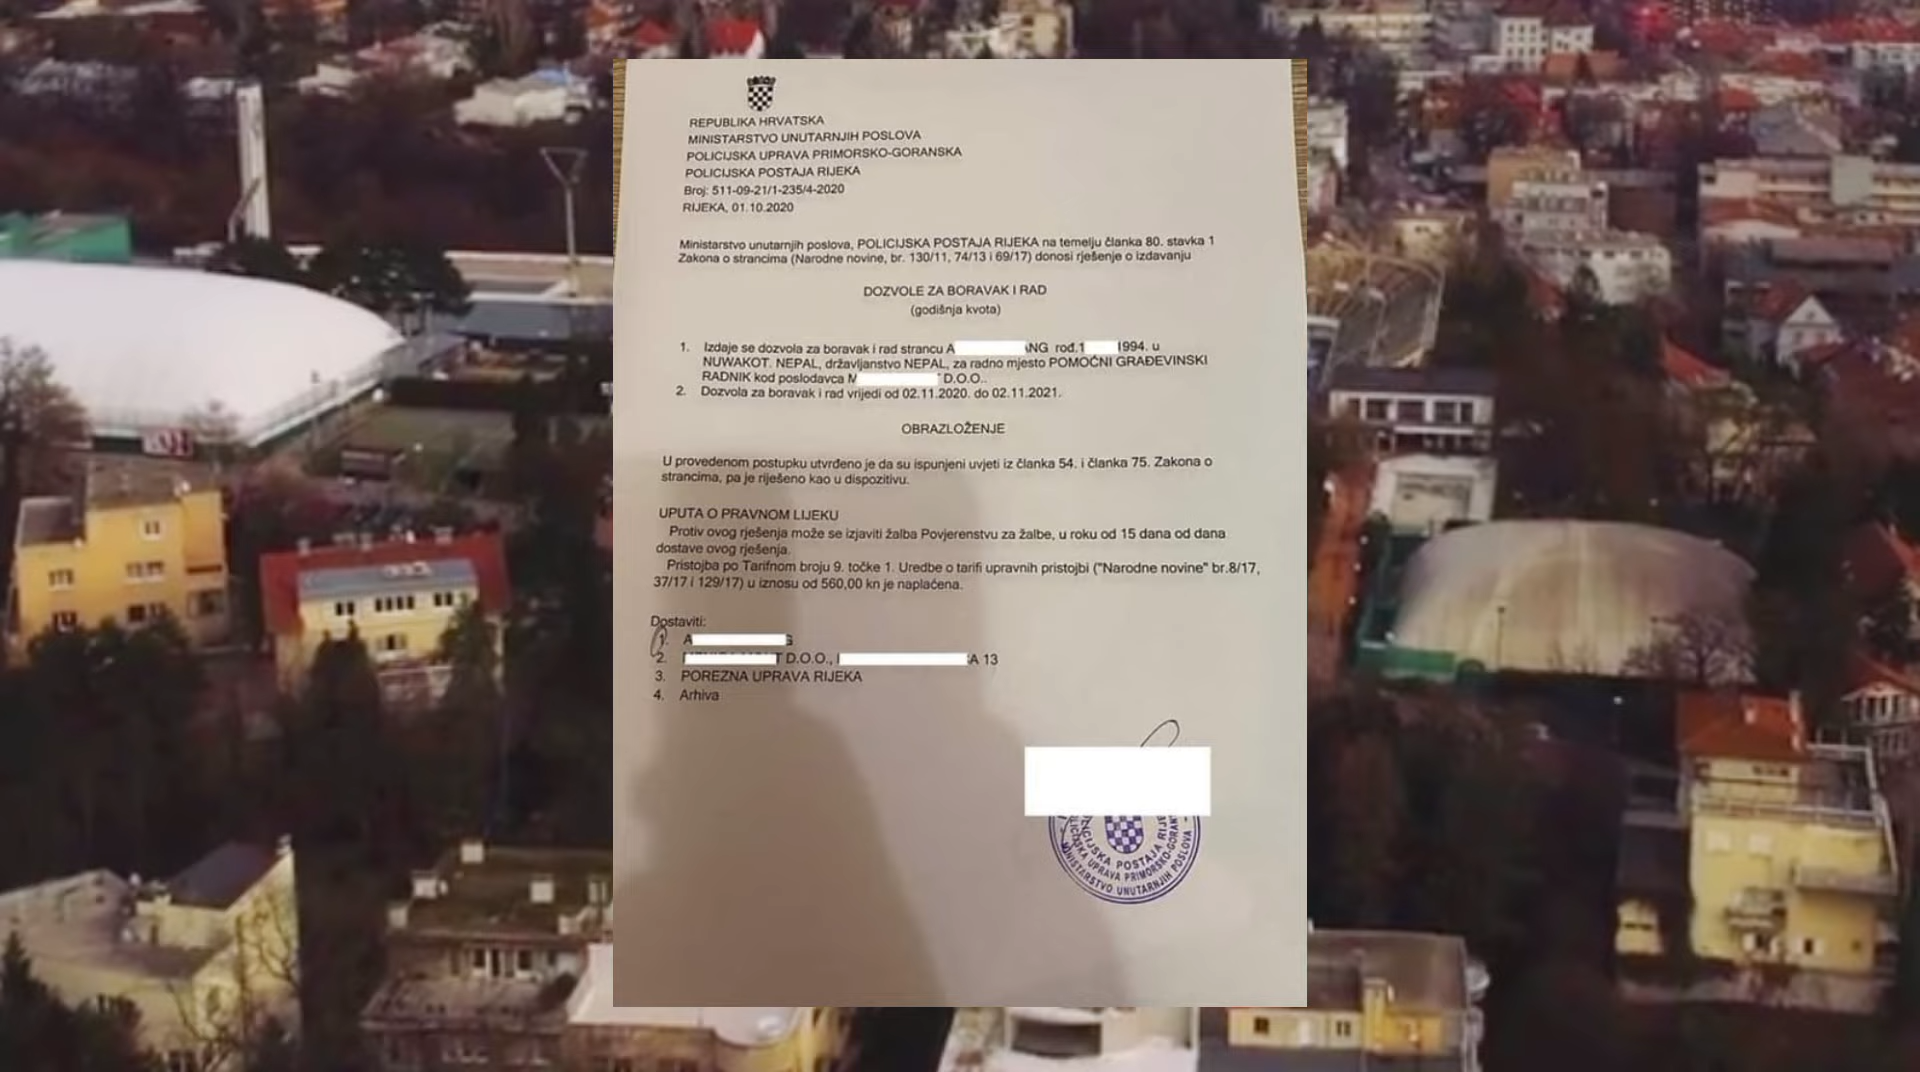 REPUBLIKA HRVATSKA
MINISTARSTVO UNUTARNJIH POSLOVA
POLICIJSKA UPRAVA PRIMORSKO-GORANSKA
POLICIJSKA POSTAJA RIJEKA
Broj: 511-09-21/1-235/4-2020
RIJEKA, 01.10.2020
Ministarstvo unutarnjih poslova, POLICIJSKA POSTAJA RIJEKA na temelju članka 80. stavka 1
Zakona o strancima (Narodne novine, br. 130/11, 74/13 i 69/17) donosi rješenje o izdavanju
DOZVOLE ZA BORAVAK I RAD
(godišnja kvota)
1. Izdaje se dozvola za boravak i rad strancu A NG rođ.1 1994. u
NUWAKOT. NEPAL, državljanstvo NEPAL, za radno mjesto POMOĆNI GRAĐEVINSKI
RADNIK kod poslodavca M D.O.O..
2. Dozvola za boravak i rad vrijedi od 02.11.2020. do 02.11.2021.
OBRAZLOŽENJE
U provedenom postupku utvrđeno je da su ispunjeni uvjeti iz članka 54. i članka 75. Zakona o
strancima, pa je riješeno kao u dispozitivu.
UPUTA O PRAVNOM LIJEKU
Protiv ovog rješenja može se izjaviti žalba Povjerenstvu za žalbe, u roku od 15 dana od dana
dostave ovog rješenja.
Pristojba po Tarifnom broju 9. točke 1. Uredbe o tarifi upravnih pristojbi ("Narodne novine" br.8/17,
37/17 i 129/17) u iznosu od 560,00 kn je naplaćena.
Dostaviti:
1. A
2. T D.O.O., A 13
3. POREZNA UPRAVA RIJEKA
4. Arhiva
POSTAJA RIJE
UPRAVA PRIMORSKO-GORAN
MINISTARSTVO UNUTARNJIH POSLOVA